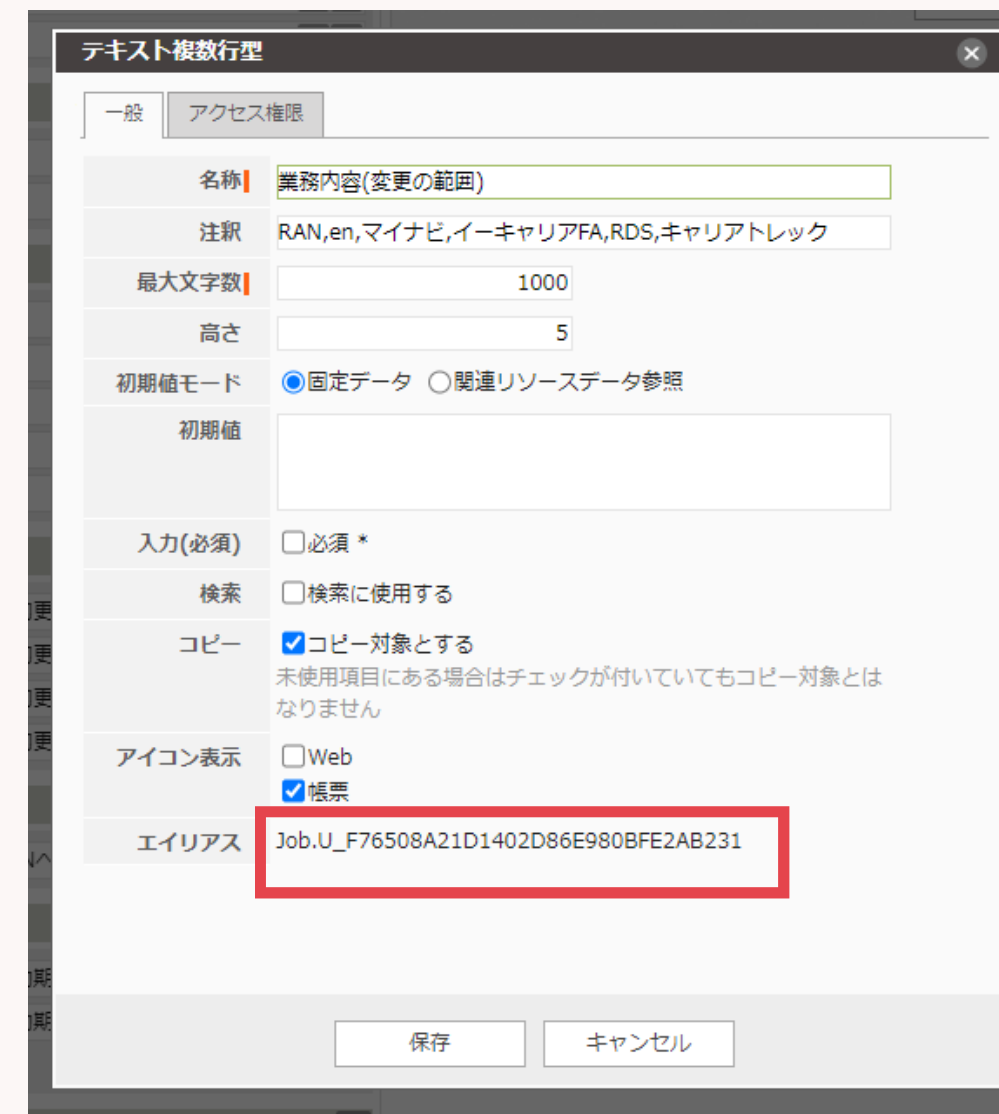 テキスト複数行型
一般 アクセス権限
名称 業務内容(変更の範囲)
注釈 RAN,en,マイナビ,イーキャリアFA,RDS,キャリアトレック
最大文字数 1000
高さ 5
初期値モード 固定データ 関連リソースデータ参照
初期値
入力(必須) 必須 *
検索 検索に使用する
コピー コピー対象とする
未使用項目にある場合はチェックが付いていてもコピー対象とは
なりません
アイコン表示 Web
帳票
エイリアス Job.U_F76508A21D1402D86E980BFE2AB231
保存 キャンセル